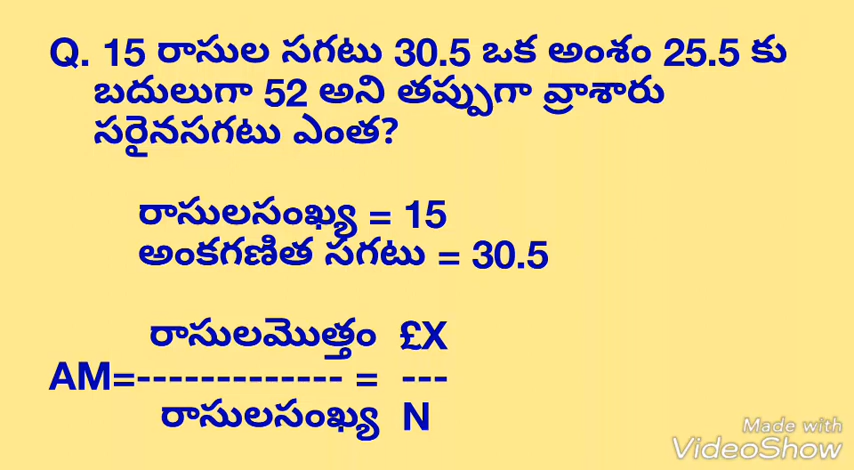 Q. 15 రాసుల సగటు 30.5 ఒక అంశం 25.5 కు
బదులుగా 52 అని తప్పుగా వ్రాశారు
సరైనసగటు ఎంత?
రాసులసంఖ్య = 15
అంకగణిత సగటు = 30.5
రాసులమొత్తం £X
AM=------------- = ---
రాసులసంఖ్య N
Made with
VideoShow